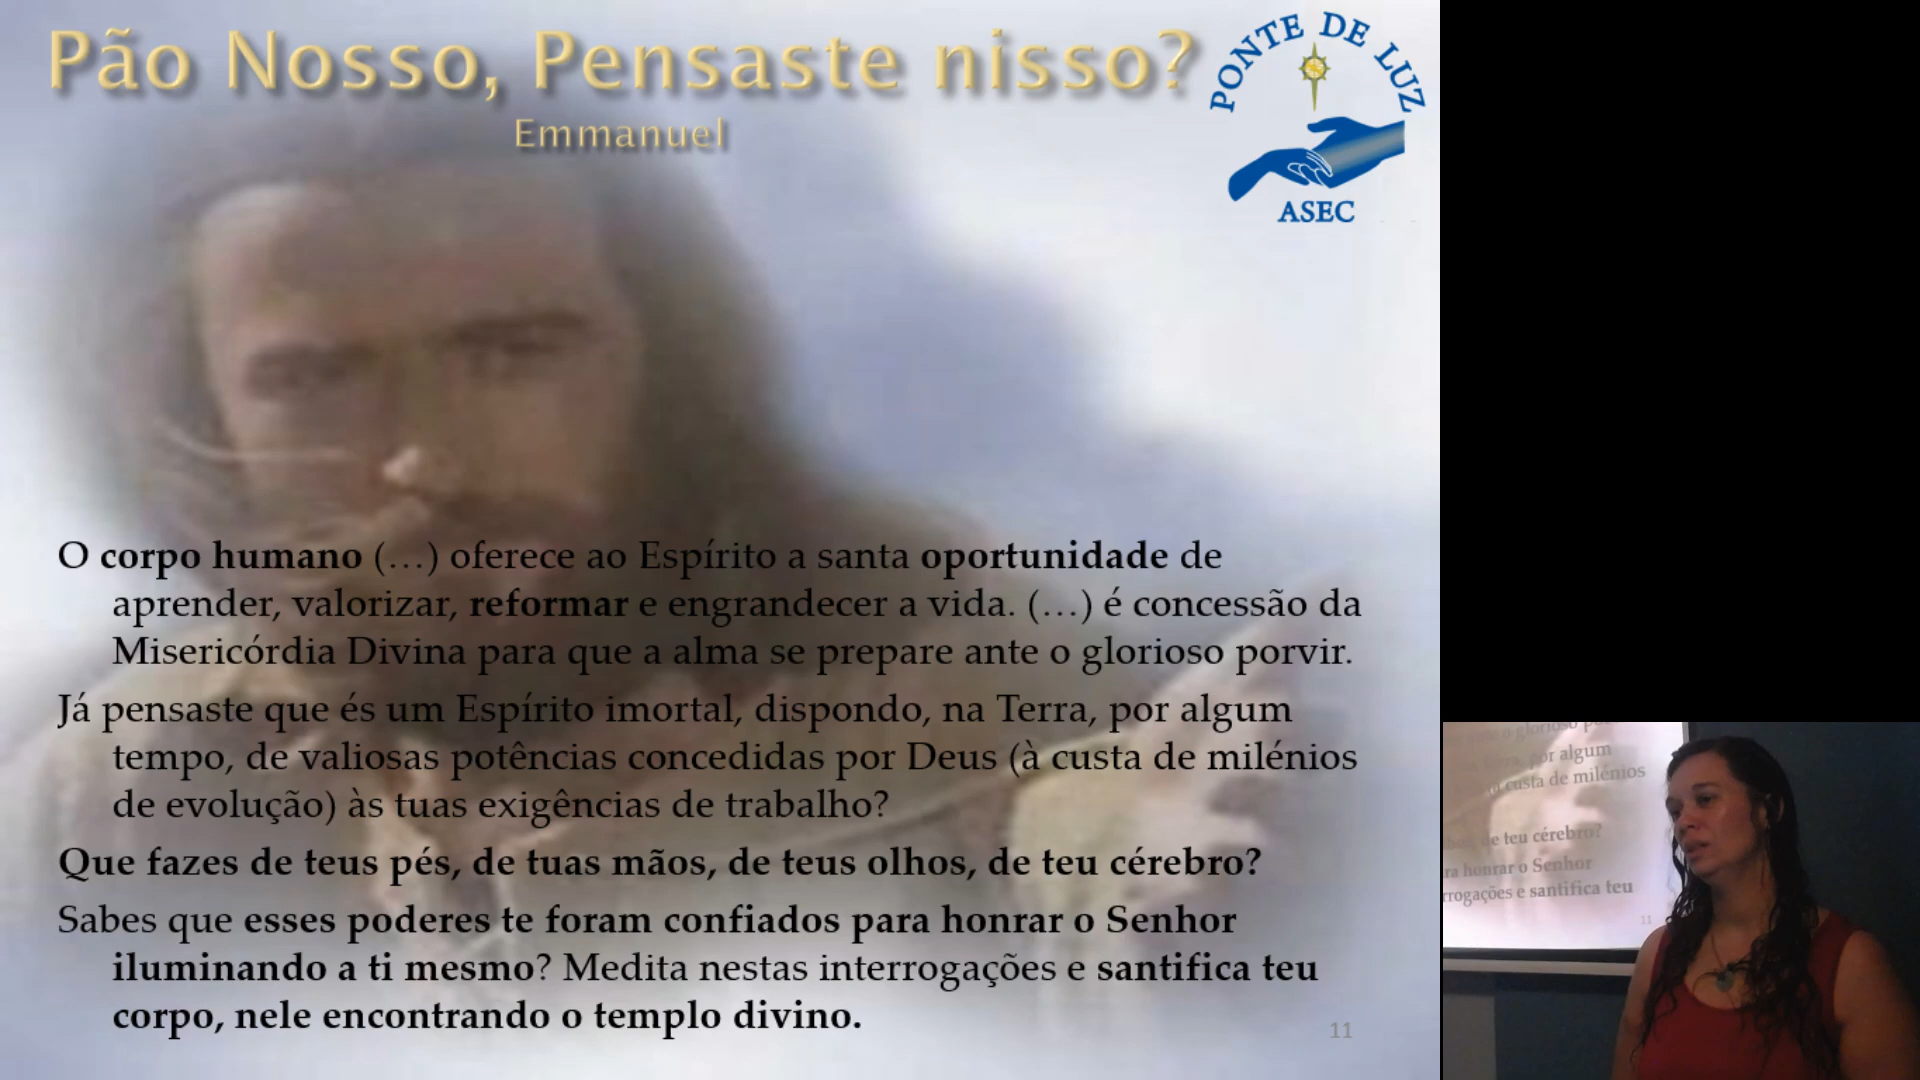 Pão Nosso, Pensaste nisso?
Emmanuel
PONTE DE LUZ
ASEC
O corpo humano (…) oferece ao Espírito a santa oportunidade de
aprender, valorizar, reformar e engrandecer a vida. (…) é concessão da
Misericórdia Divina para que a alma se prepare ante o glorioso porvir.
Já pensaste que és um Espírito imortal, dispondo, na Terra, por algum
tempo, de valiosas potências concedidas por Deus (à custa de milénios
de evolução) às tuas exigências de trabalho?
Que fazes de teus pés, de tuas mãos, de teus olhos, de teu cérebro?
Sabes que esses poderes te foram confiados para honrar o Senhor
iluminando a ti mesmo? Medita nestas interrogações e santifica teu
corpo, nele encontrando o templo divino.
11
o glorioso
por algum
custa de milénios
de teu cérebro?
ra honrar o Senhor
rrogações e santifica teu
11